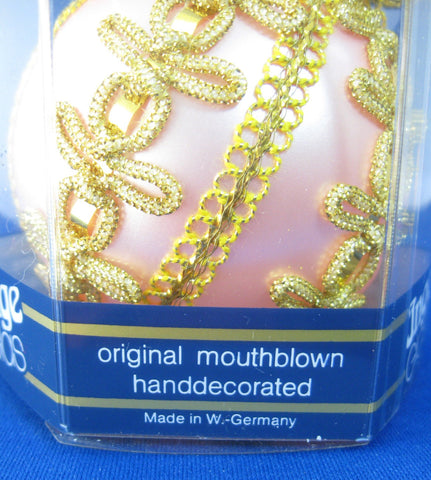 original mouthblown
handdecorated
Made in W.-Germany